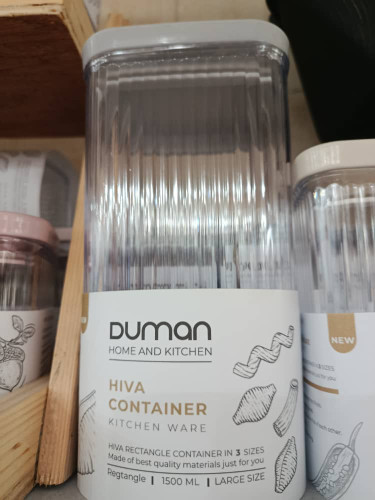 DUMAN
HOME AND KITCHEN
HIVA
CONTAINER
KITCHEN WARE
HIVA RECTANGLE CONTAINER IN 3 SIZES
Made of best quality materials just for you
Regtangle | 1500 ML | LARGE SIZE
NEW